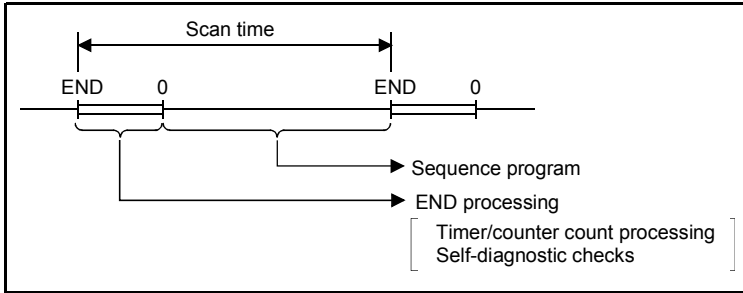 Scan time
END 0 END 0
Sequence program
END processing
Timer/counter count processing
Self-diagnostic checks